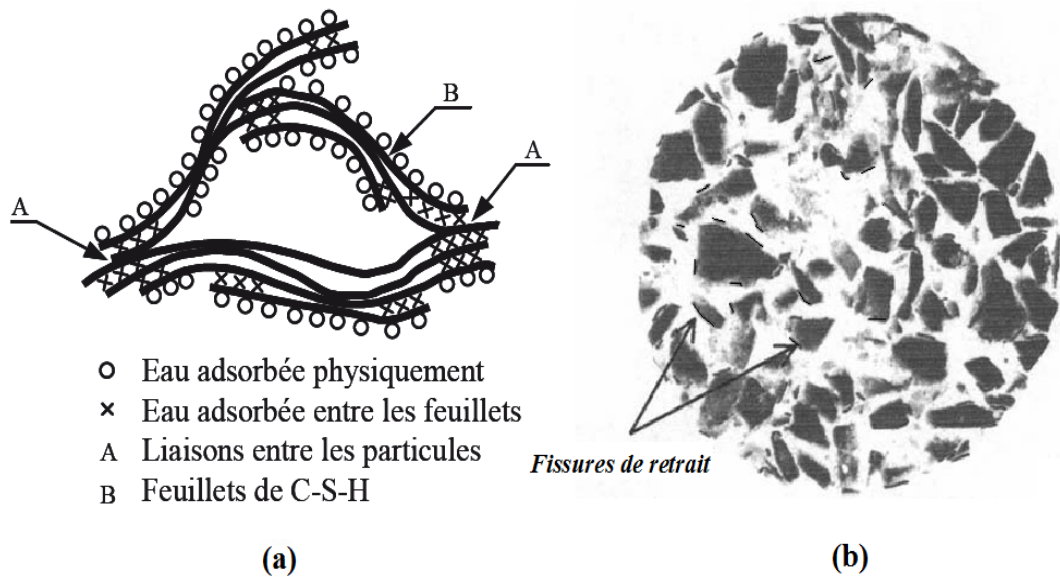 B
A
A
o Eau adsorbée physiquement
× Eau adsorbée entre les feuillets
A Liaisons entre les particules
B Feuillets de C-S-H
Fissures de retrait
(a)
(b)